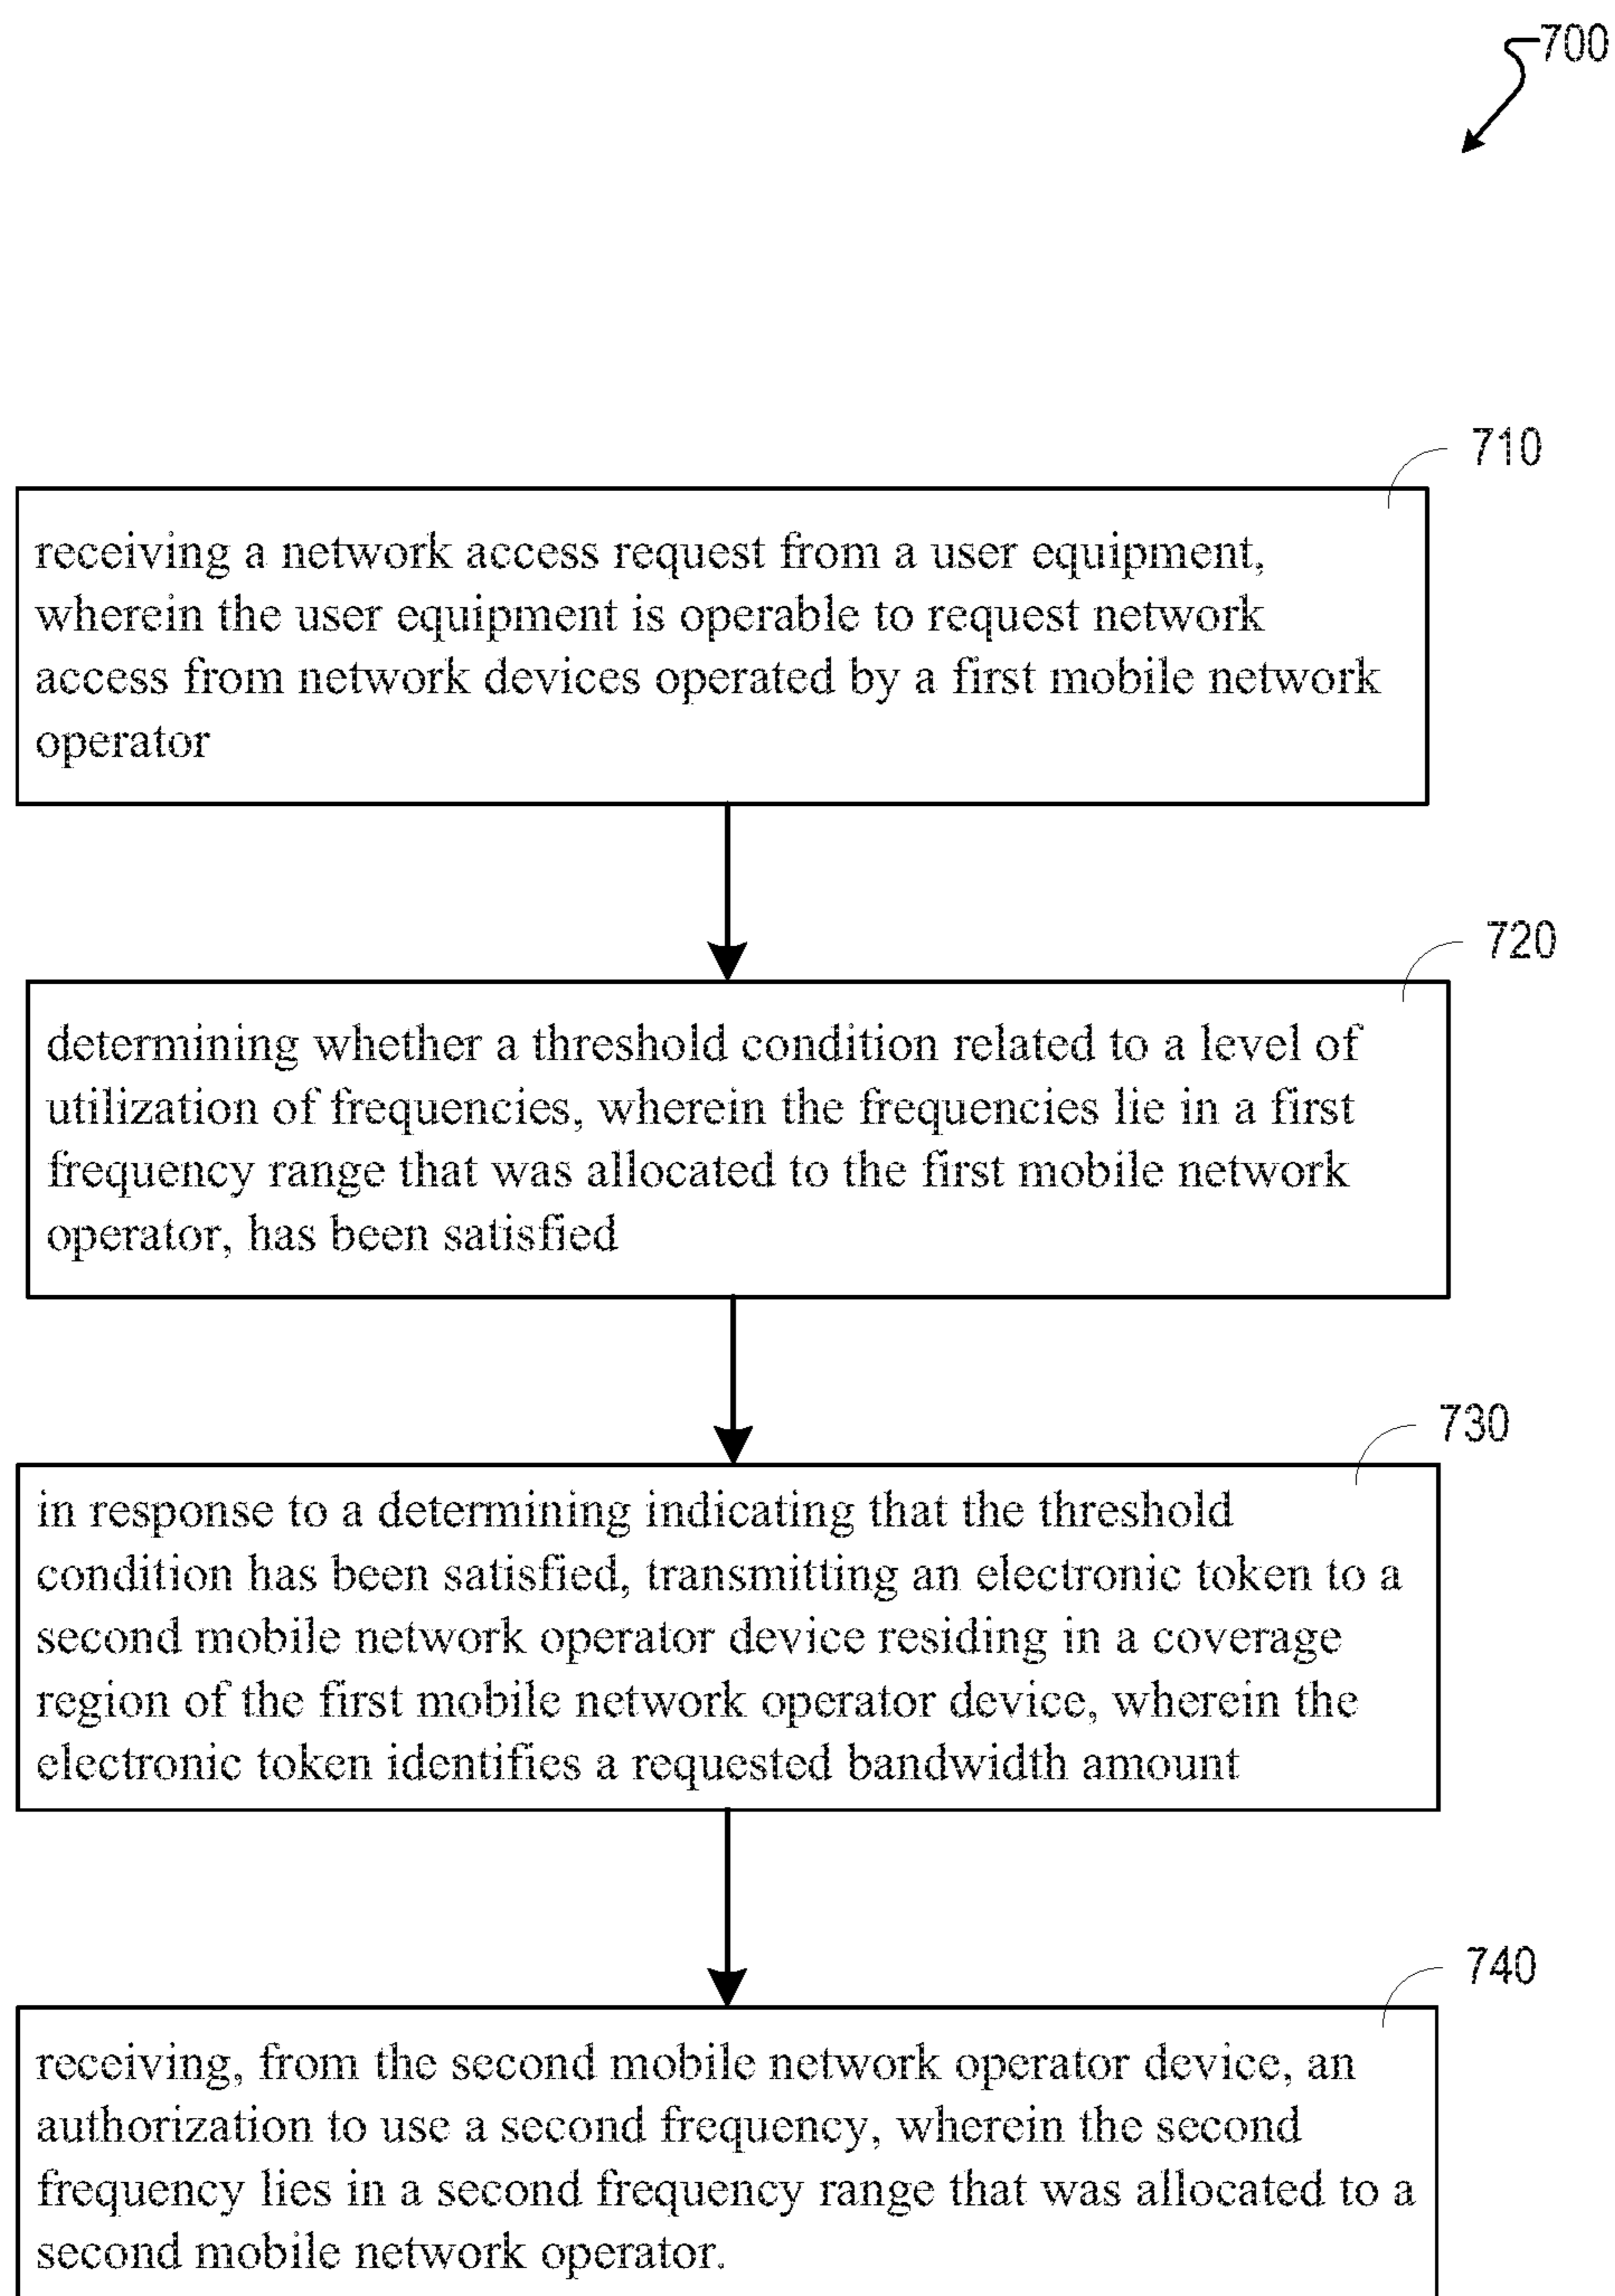 700
710
receiving a network access request from a user equipment,
wherein the user equipment is operable to request network
access from network devices operated by a first mobile network
operator
720
determining whether a threshold condition related to a level of
utilization of frequencies, wherein the frequencies lie in a first
frequency range that was allocated to the first mobile network
operator, has been satisfied
730
in response to a determining indicating that the threshold
condition has been satisfied, transmitting an electronic token to a
second mobile network operator device residing in a coverage
region of the first mobile network operator device, wherein the
electronic token identifies a requested bandwidth amount
740
receiving, from the second mobile network operator device, an
authorization to use a second frequency, wherein the second
frequency lies in a second frequency range that was allocated to a
second mobile network operator.